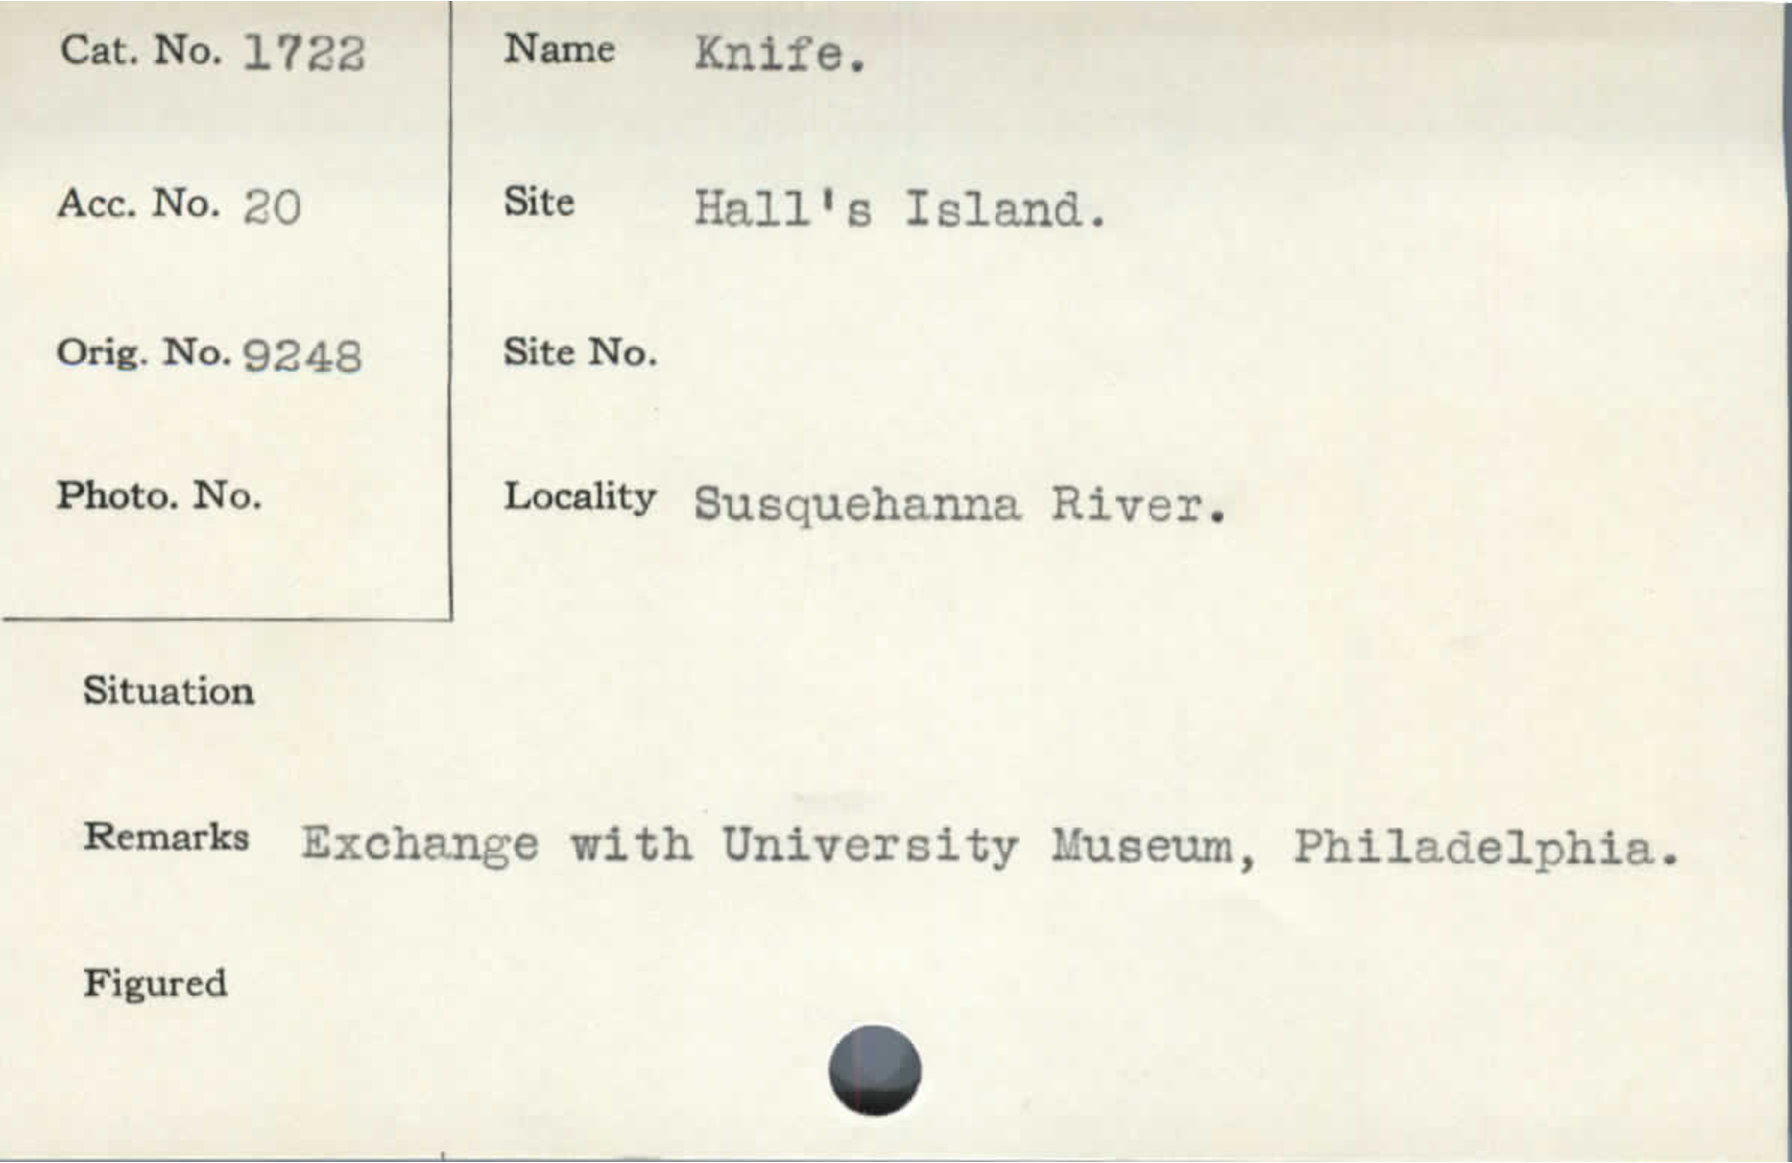 Cat. No. 1722
Name Knife.
Acc. No. 20
Site Hall's Island.
Orig. No. 9248
Site No.
Photo. No.
Locality Susquehanna River.
Situation
Remarks Exchange with University Museum, Philadelphia.
Figured